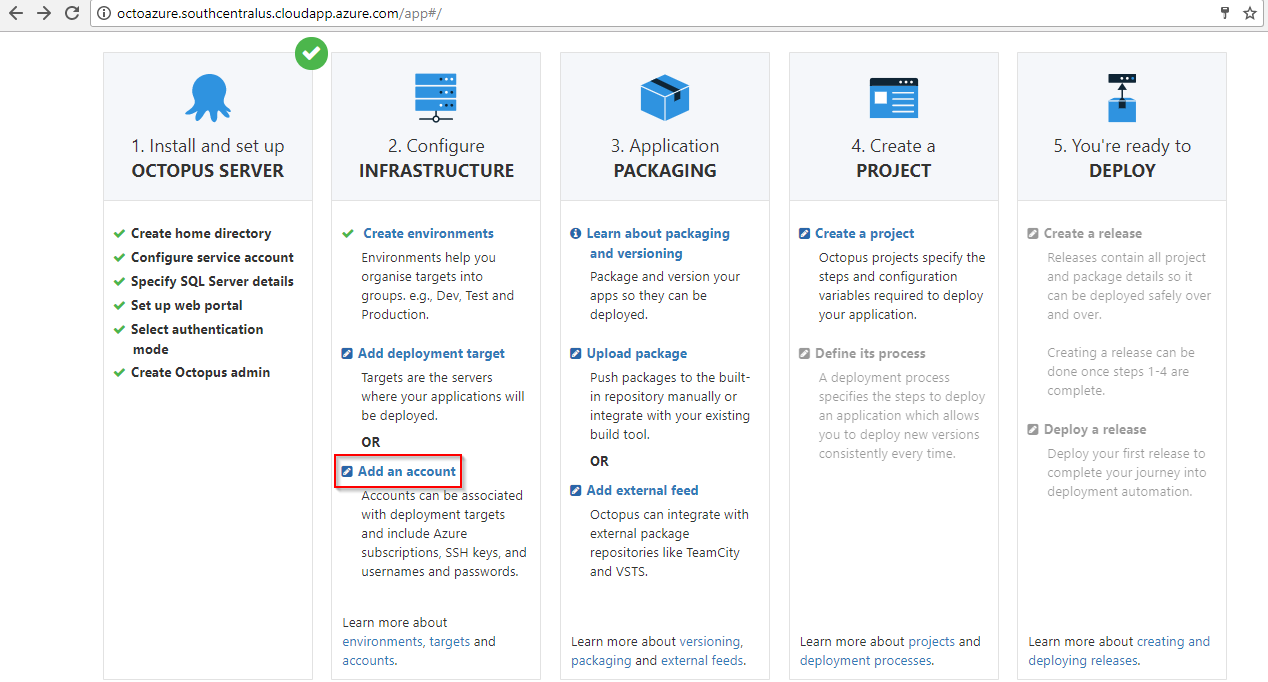 octoazure.southcentralus.cloudapp.azure.com/app#/
1. Install and set up
OCTOPUS SERVER
Create home directory
Configure service account
Specify SQL Server details
Set up web portal
Select authentication
mode
Create Octopus admin
2. Configure
INFRASTRUCTURE
Create environments
Environments help you
organise targets into
groups. e.g., Dev, Test and
Production.
Add deployment target
Targets are the servers
where your applications will
be deployed.
OR
Add an account
Accounts can be associated
with deployment targets
and include Azure
subscriptions, SSH keys, and
usernames and passwords.
Learn more about
environments, targets and
accounts.
3. Application
PACKAGING
Learn about packaging
and versioning
Package and version your
apps so they can be
deployed.
Upload package
Push packages to the built-
in repository manually or
integrate with your existing
build tool.
OR
Add external feed
Octopus can integrate with
external package
repositories like TeamCity
and VSTS.
Learn more about versioning,
packaging and external feeds.
4. Create a
PROJECT
Create a project
Octopus projects specify the
steps and configuration
variables required to deploy
your application.
Define its process
A deployment process
specifies the steps to deploy
an application which allows
you to deploy new versions
consistently every time.
Learn more about projects and
deployment processes.
5. You're ready to
DEPLOY
Create a release
Releases contain all project
and package details so it
can be deployed safely over
and over.
Creating a release can be
done once steps 1-4 are
complete.
Deploy a release
Deploy your first release to
complete your journey into
deployment automation.
Learn more about creating and
deploying releases.